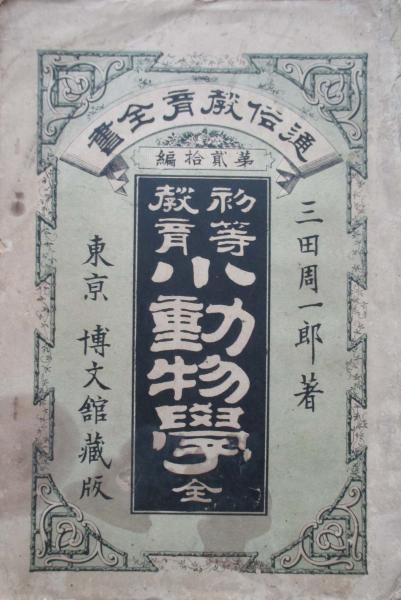 通俗教育全書
第貳拾編
三田周一郎著
初等
教育
小動物學
全
東京 博文館藏版